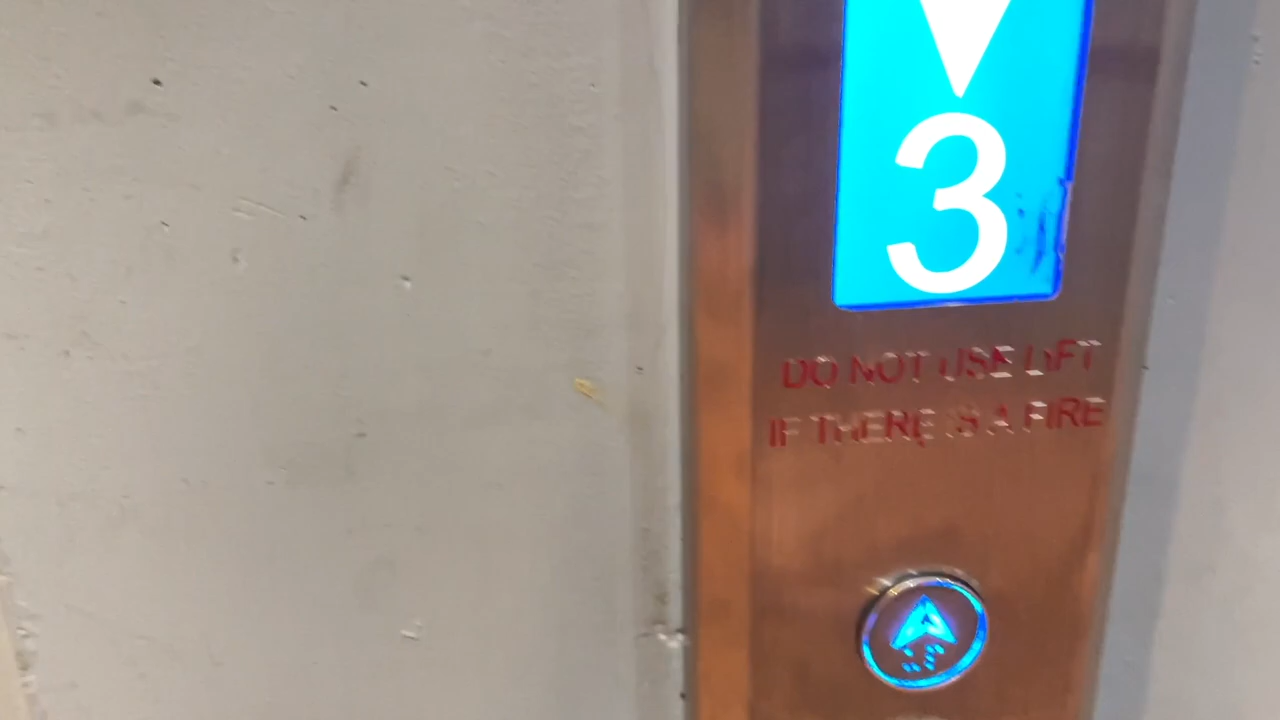 3
DO NOT USE LIFT
IF THERE IS A FIRE